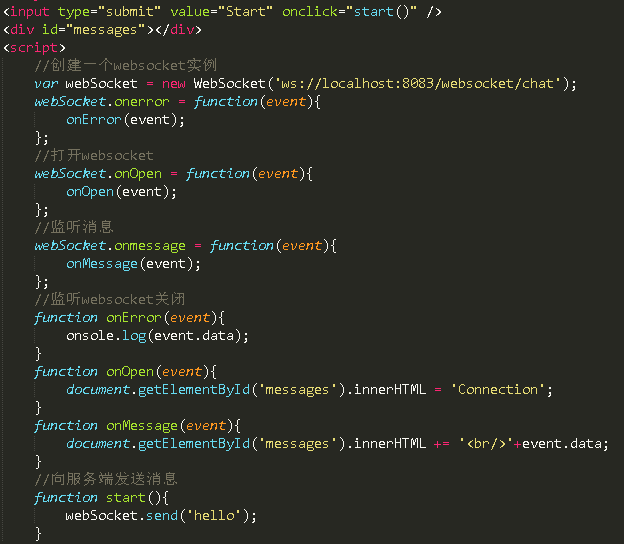 <input type="submit" value="Start" onclick="start()" />
<div id="messages"></div>
<script>
    //创建一个websocket实例
    var webSocket = new WebSocket('ws://localhost:8083/websocket/chat');
    webSocket.onerror = function(event){
        onError(event);
    };
    //打开websocket
    webSocket.onOpen = function(event){
        onOpen(event);
    };
    //监听消息
    webSocket.onmessage = function(event){
        onMessage(event);
    };
    //监听websocket关闭
    function onError(event){
        onsole.log(event.data);
    }
    function onOpen(event){
        document.getElementById('messages').innerHTML = 'Connection';
    }
    function onMessage(event){
        document.getElementById('messages').innerHTML += '<br/>'+event.data;
    }
    //向服务端发送消息
    function start(){
        webSocket.send('hello');
    }